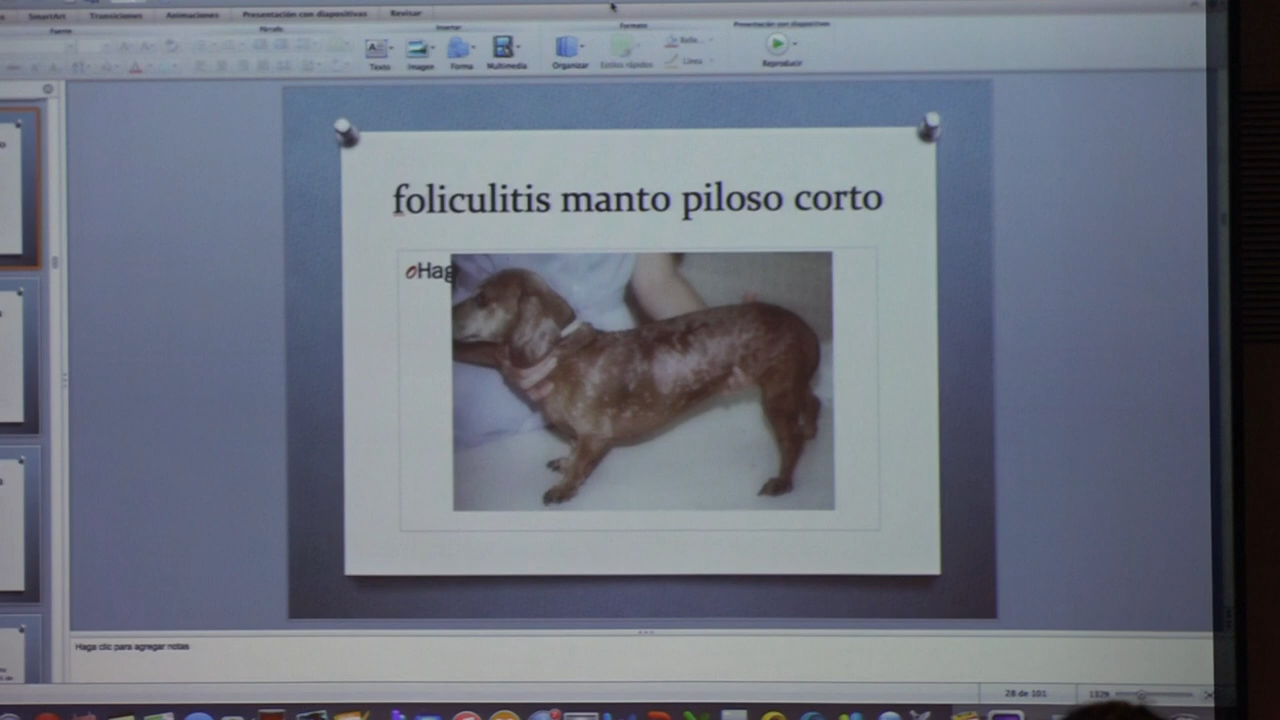 SmartArt Transiciones Animaciones Presentación con diapositivas Revisar
Fuente Párrafo Insertar Formato Presentación con diapositivas
Texto Imagen Forma Multimedia Organizar Estilos rápidos Línea Reproducir
foliculitis manto piloso corto
Hag
Haga clic para agregar notas
28 de 101 132%